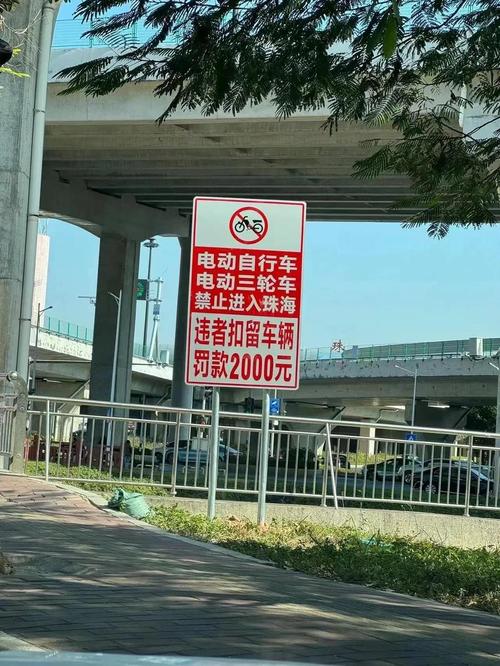 电动自行车
电动三轮车
禁止进入珠海
违者扣留车辆
罚款2000元
珠